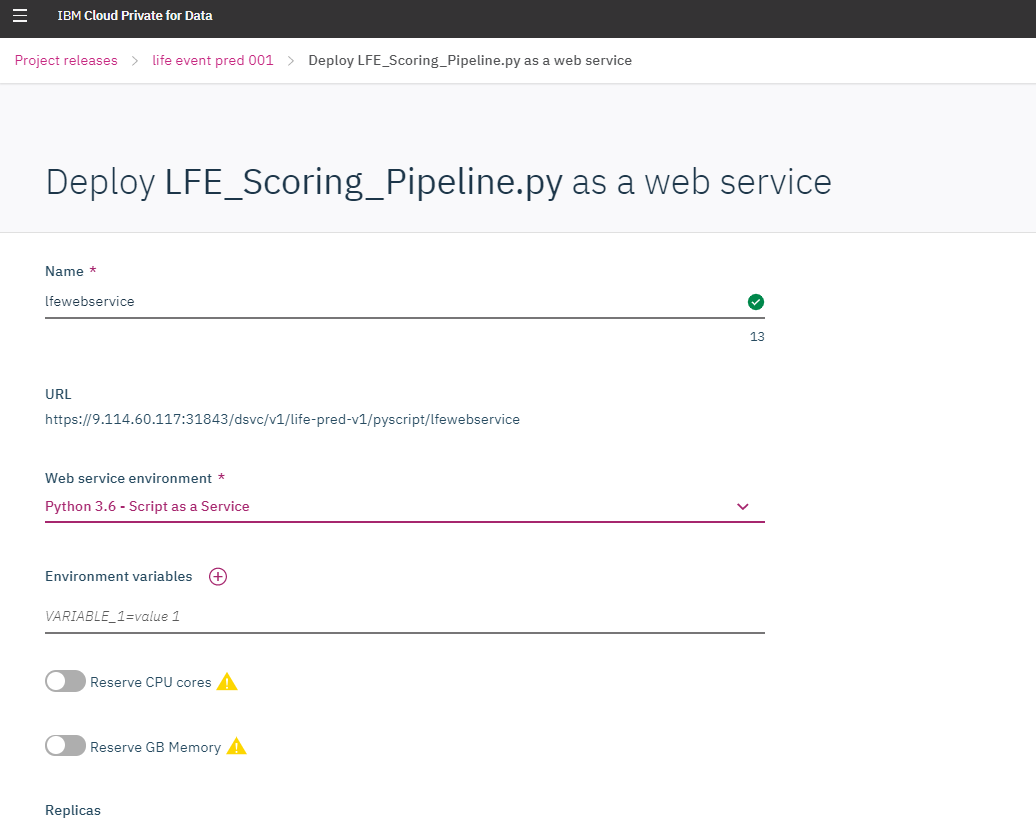 IBM Cloud Private for Data
Project releases > life event pred 001 > Deploy LFE_Scoring_Pipeline.py as a web service
Deploy LFE_Scoring_Pipeline.py as a web service
Name *
lfewebservice
13
URL
https://9.114.60.117:31843/dsvc/v1/life-pred-v1/pyscript/lfewebservice
Web service environment *
Python 3.6 - Script as a Service
Environment variables
VARIABLE_1=value 1
Reserve CPU cores
Reserve GB Memory
Replicas